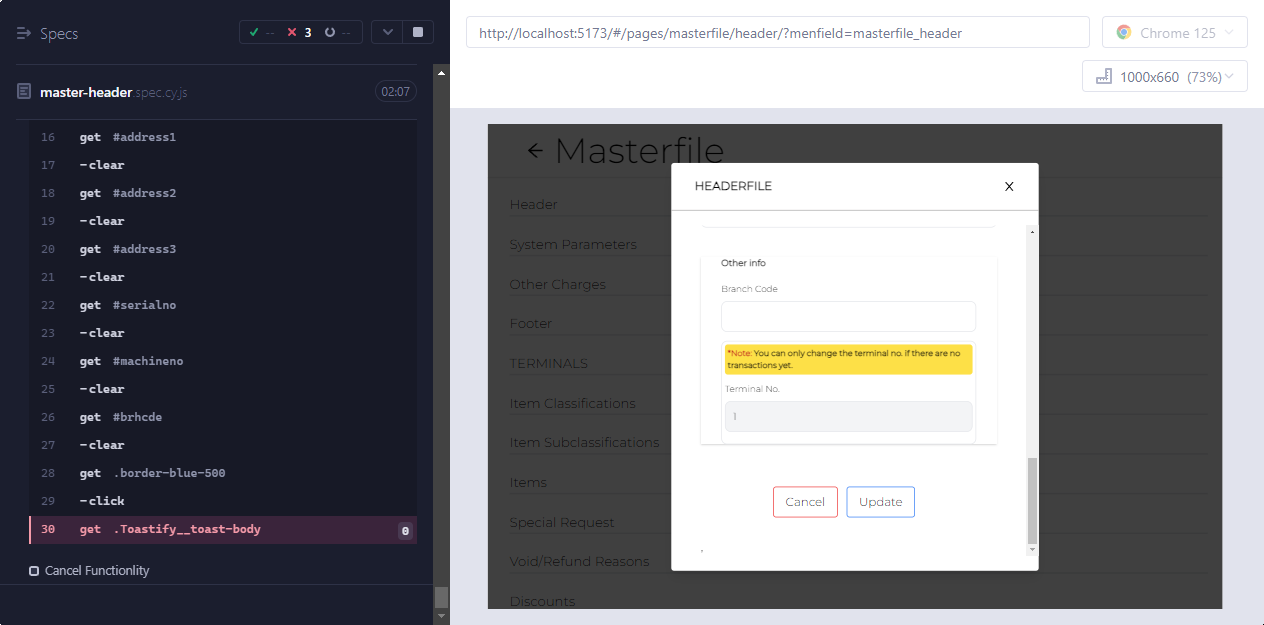 Specs
-- 3 --
master-header.spec.cy.js 02:07
16 get #address1
17 -clear
18 get #address2
19 -clear
20 get #address3
21 -clear
22 get #serialno
23 -clear
24 get #machineno
25 -clear
26 get #brhcde
27 -clear
28 get .border-blue-500
29 -click
30 get .Toastify__toast-body 0
Cancel Functionlity
http://localhost:5173/#/pages/masterfile/header/?menfield=masterfile_header
Chrome 125
1000x660 (73%)
Masterfile
Header
System Parameters
Other Charges
Footer
TERMINALS
Item Classifications
Item Subclassifications
Items
Special Request
Void/Refund Reasons
Discounts
HEADERFILE X
Other info
Branch Code
*Note: You can only change the terminal no. if there are no
transactions yet.
Terminal No.
1
Cancel Update
,